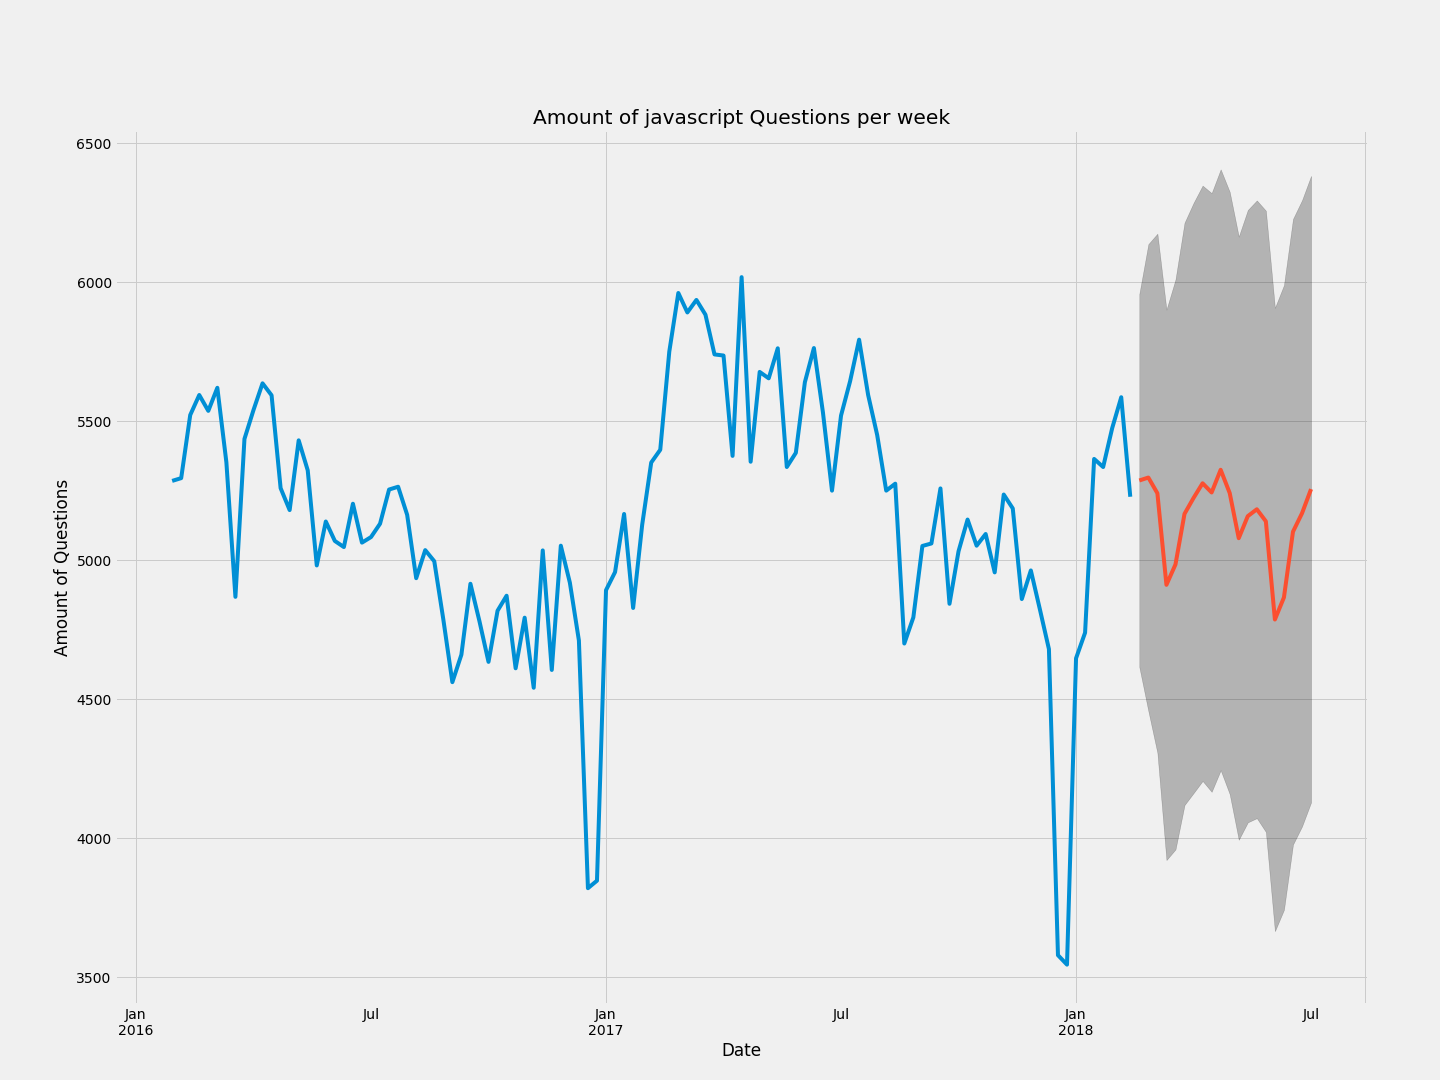 Amount of javascript Questions per week
Amount of Questions
6500
6000
5500
5000
4500
4000
3500
Jan
2016
Jul
Jan
2017
Jul
Jan
2018
Jul
Date